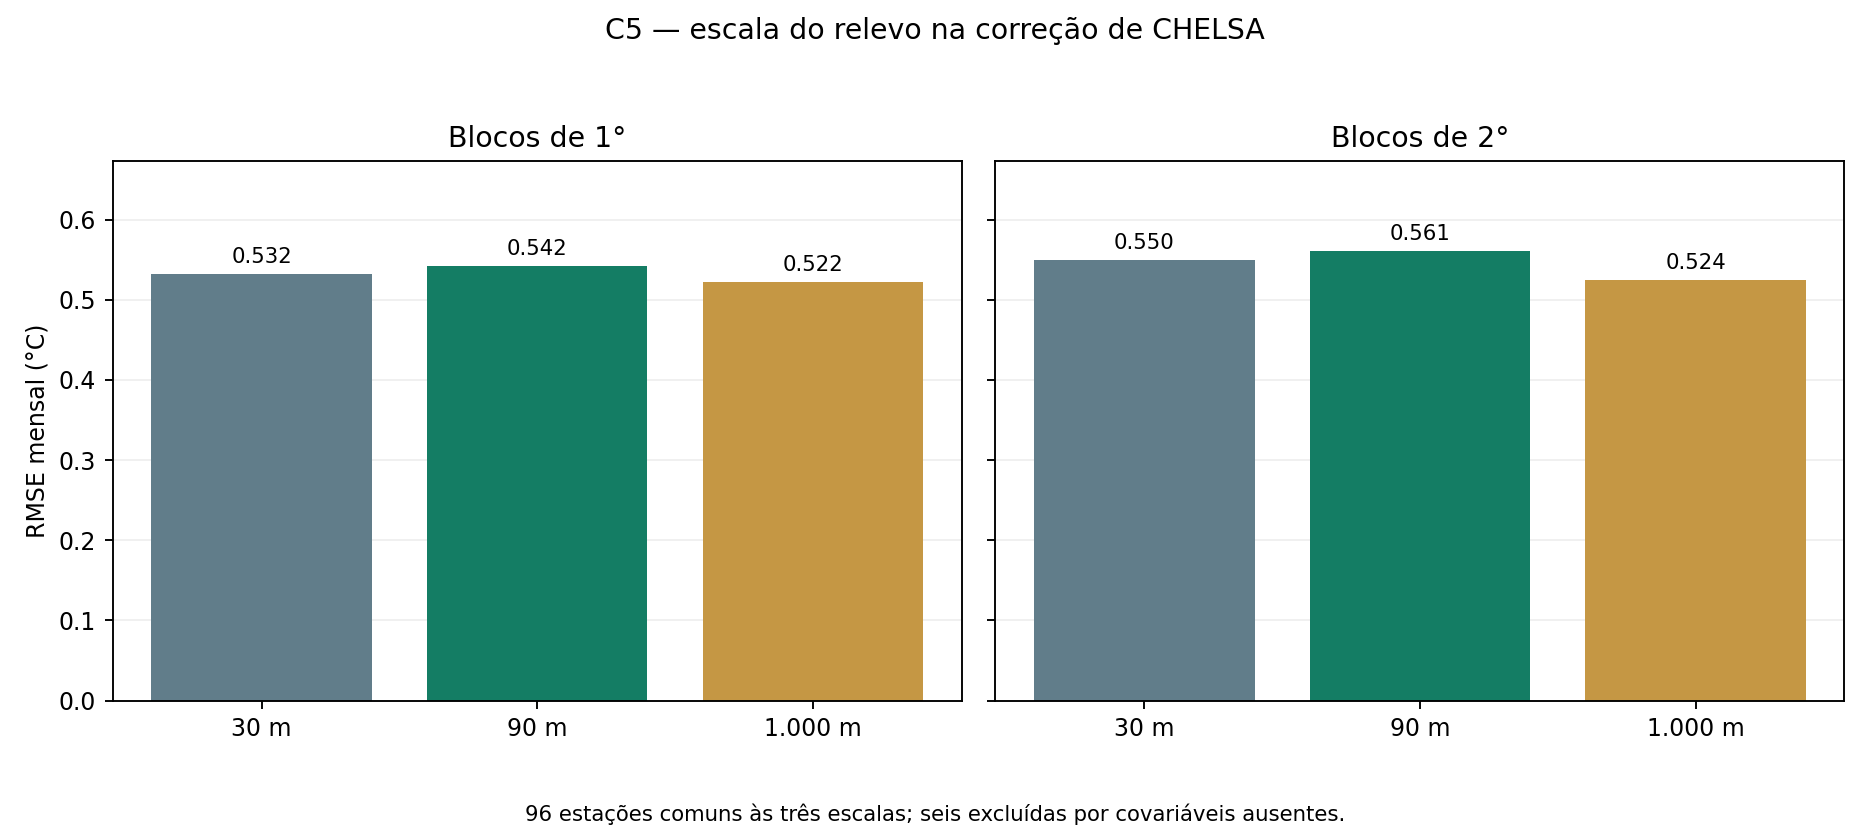 C5 — escala do relevo na correção de CHELSA
Blocos de 1°
Blocos de 2°
RMSE mensal (°C)
0.6
0.5
0.4
0.3
0.2
0.1
0.0
0.532
0.542
0.522
0.550
0.561
0.524
30 m
90 m
1.000 m
30 m
90 m
1.000 m
96 estações comuns às três escalas; seis excluídas por covariáveis ausentes.